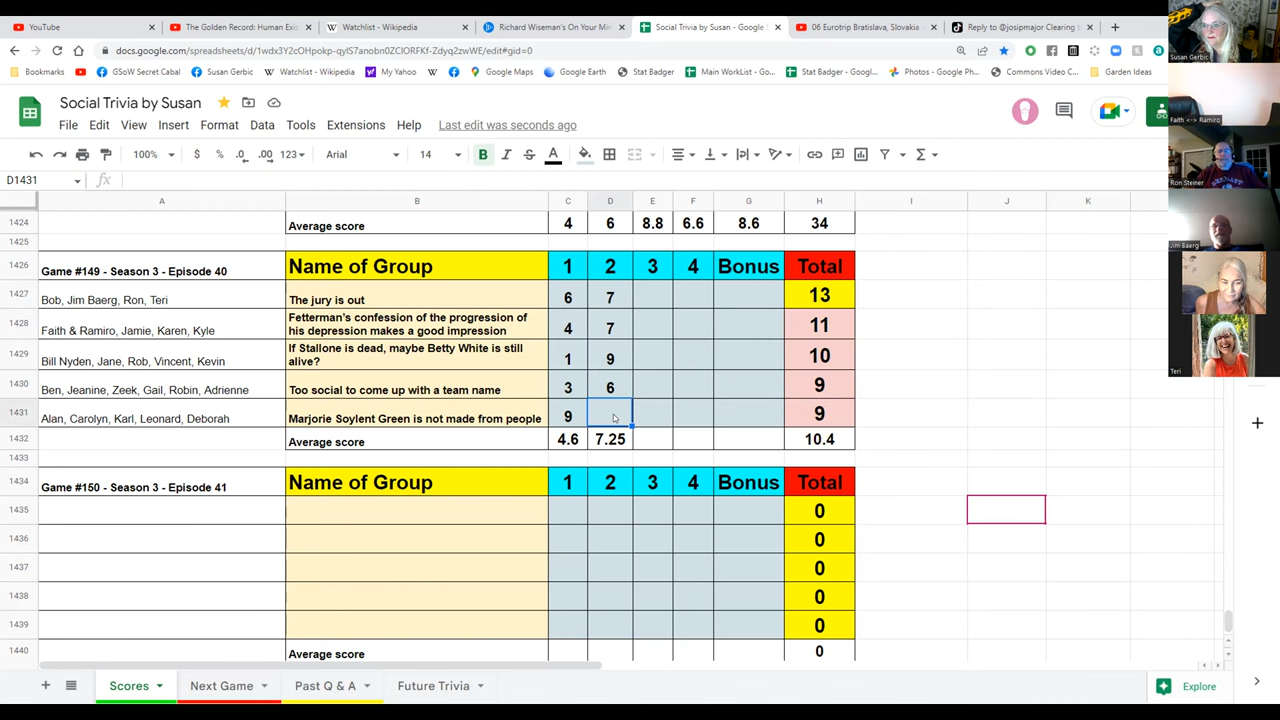 YouTube
The Golden Record: Human Exi
Watchlist - Wikipedia
Richard Wiseman's On Your Min
Social Trivia by Susan - Google S
06 Eurotrip Bratislava, Slovakia
Reply to @josipmajor Clearing
docs.google.com/spreadsheets/d/1wdx3Y2cOHpokp-qylS7anobn0ZClORFKf-Zdyq2zwWE/edit#gid=0
Bookmarks
GSoW Secret Cabal
Susan Gerbic
Watchlist - Wikipedia
My Yahoo
Google Maps
Google Earth
Stat Badger
Main WorkList - Go...
Stat Badger - Googl...
Photos - Google Ph...
Commons Video C...
Garden Ideas
Social Trivia by Susan
File Edit View Insert Format Data Tools Extensions Help Last edit was seconds ago
100% $ % .0 .00 123 Arial 14 B I S A
D1431 fx
A B C D E F G H I J K
1424 Average score 4 6 8.8 6.6 8.6 34
1425
1426 Game #149 - Season 3 - Episode 40 Name of Group 1 2 3 4 Bonus Total
1427 Bob, Jim Baerg, Ron, Teri The jury is out 6 7 13
1428 Faith & Ramiro, Jamie, Karen, Kyle Fetterman's confession of the progression of
his depression makes a good impression 4 7 11
1429 Bill Nyden, Jane, Rob, Vincent, Kevin If Stallone is dead, maybe Betty White is still
alive? 1 9 10
1430 Ben, Jeanine, Zeek, Gail, Robin, Adrienne Too social to come up with a team name 3 6 9
1431 Alan, Carolyn, Karl, Leonard, Deborah Marjorie Soylent Green is not made from people 9 9
1432 Average score 4.6 7.25 10.4
1433
1434 Game #150 - Season 3 - Episode 41 Name of Group 1 2 3 4 Bonus Total
1435 0
1436 0
1437 0
1438 0
1439 0
1440 Average score 0
Scores Next Game Past Q & A Future Trivia Explore
Susan Gerbic
Faith <-> Ramiro
Ron Steiner
Jim Baerg
Teri